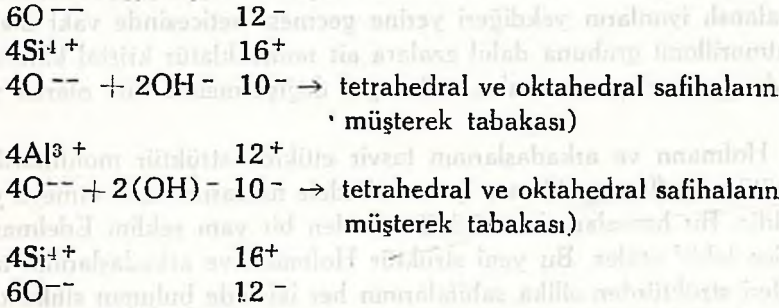 6O-- 12-
4Si4+ 16+
4O-- + 2OH- 10- → tetrahedral ve oktahedral safihaların
müşterek tabakası)
4Al3+ 12+
4O-- + 2(OH)- 10- → tetrahedral ve oktahedral safihaların
müşterek tabakası.)
4Si4+ 16+
6O-- 12-